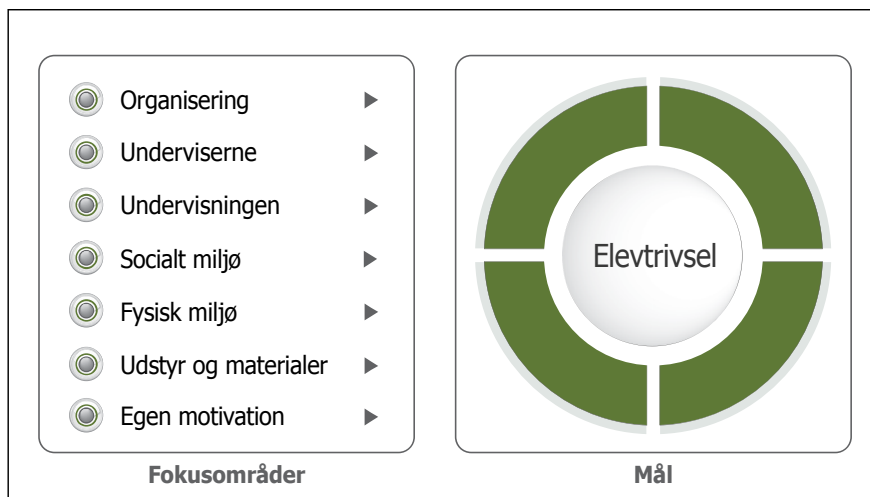 Organisering
Underviserne
Undervisningen
Socialt miljø
Fysisk miljø
Udstyr og materialer
Egen motivation
Fokusområder
Elevtrivsel
Mål